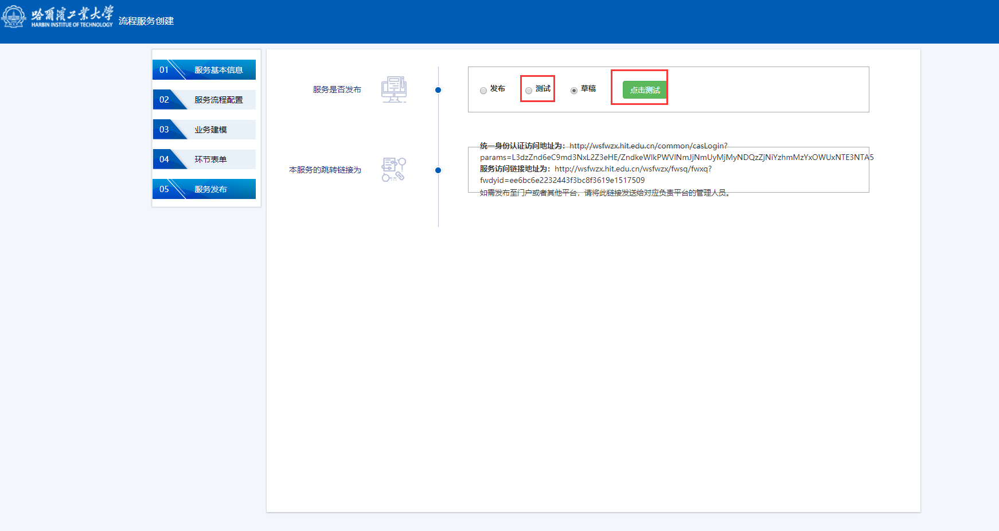 哈爾濱工業大學
HARBIN INSTITUE OF TECHNOLOGY
流程服务创建
01 服务基本信息
02 服务流程配置
03 业务建模
04 环节表单
05 服务发布
服务是否发布
发布 测试 草稿 点击测试
本服务的跳转链接为
统一身份认证访问地址为：http://wsfwzx.hit.edu.cn/common/casLogin?
params=L3dzZnd6eC9md3NxL2Z3eHE/ZndkeWlkPWVlNmJjNmUyMjMyNDQzZjNiYzhmMzYxOWUxNTE3NTA5
服务访问链接地址为：http://wsfwzx.hit.edu.cn/wsfwzx/fwsq/fwxq?
fwdyid=ee6bc6e2232443f3bc8f3619e1517509
如需发布至门户或者其他平台，请将此链接发送给对应负责平台的管理人员。